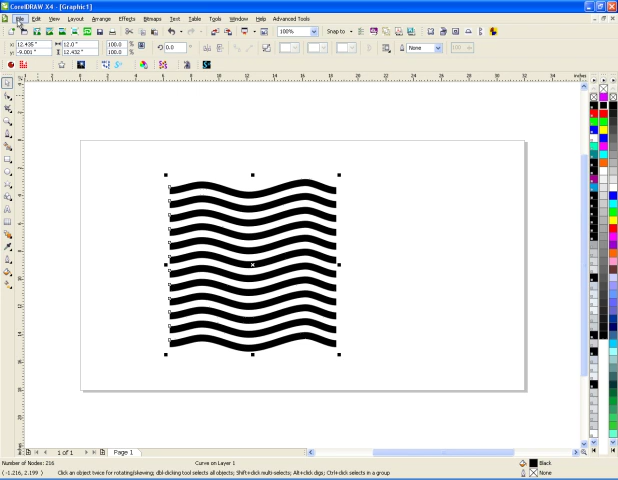 CorelDRAW X4 - [Graphic1]
File Edit View Layout Arrange Effects Bitmaps Text Table Tools Window Help Advanced Tools
100% Snap to
x: 12.435 " 12.0 " 100.0 % 0.0 None
y: -9.001 " 12.432 " 100.0 %
inches
1 of 1 Page 1
Number of Nodes: 216 Curve on Layer 1 Black
( -1.216, 2.199 ) Click an object twice for rotating/skewing; dbl-clicking tool selects all objects; Shift+click multi-selects; Alt+click digs; Ctrl+click selects in a group None